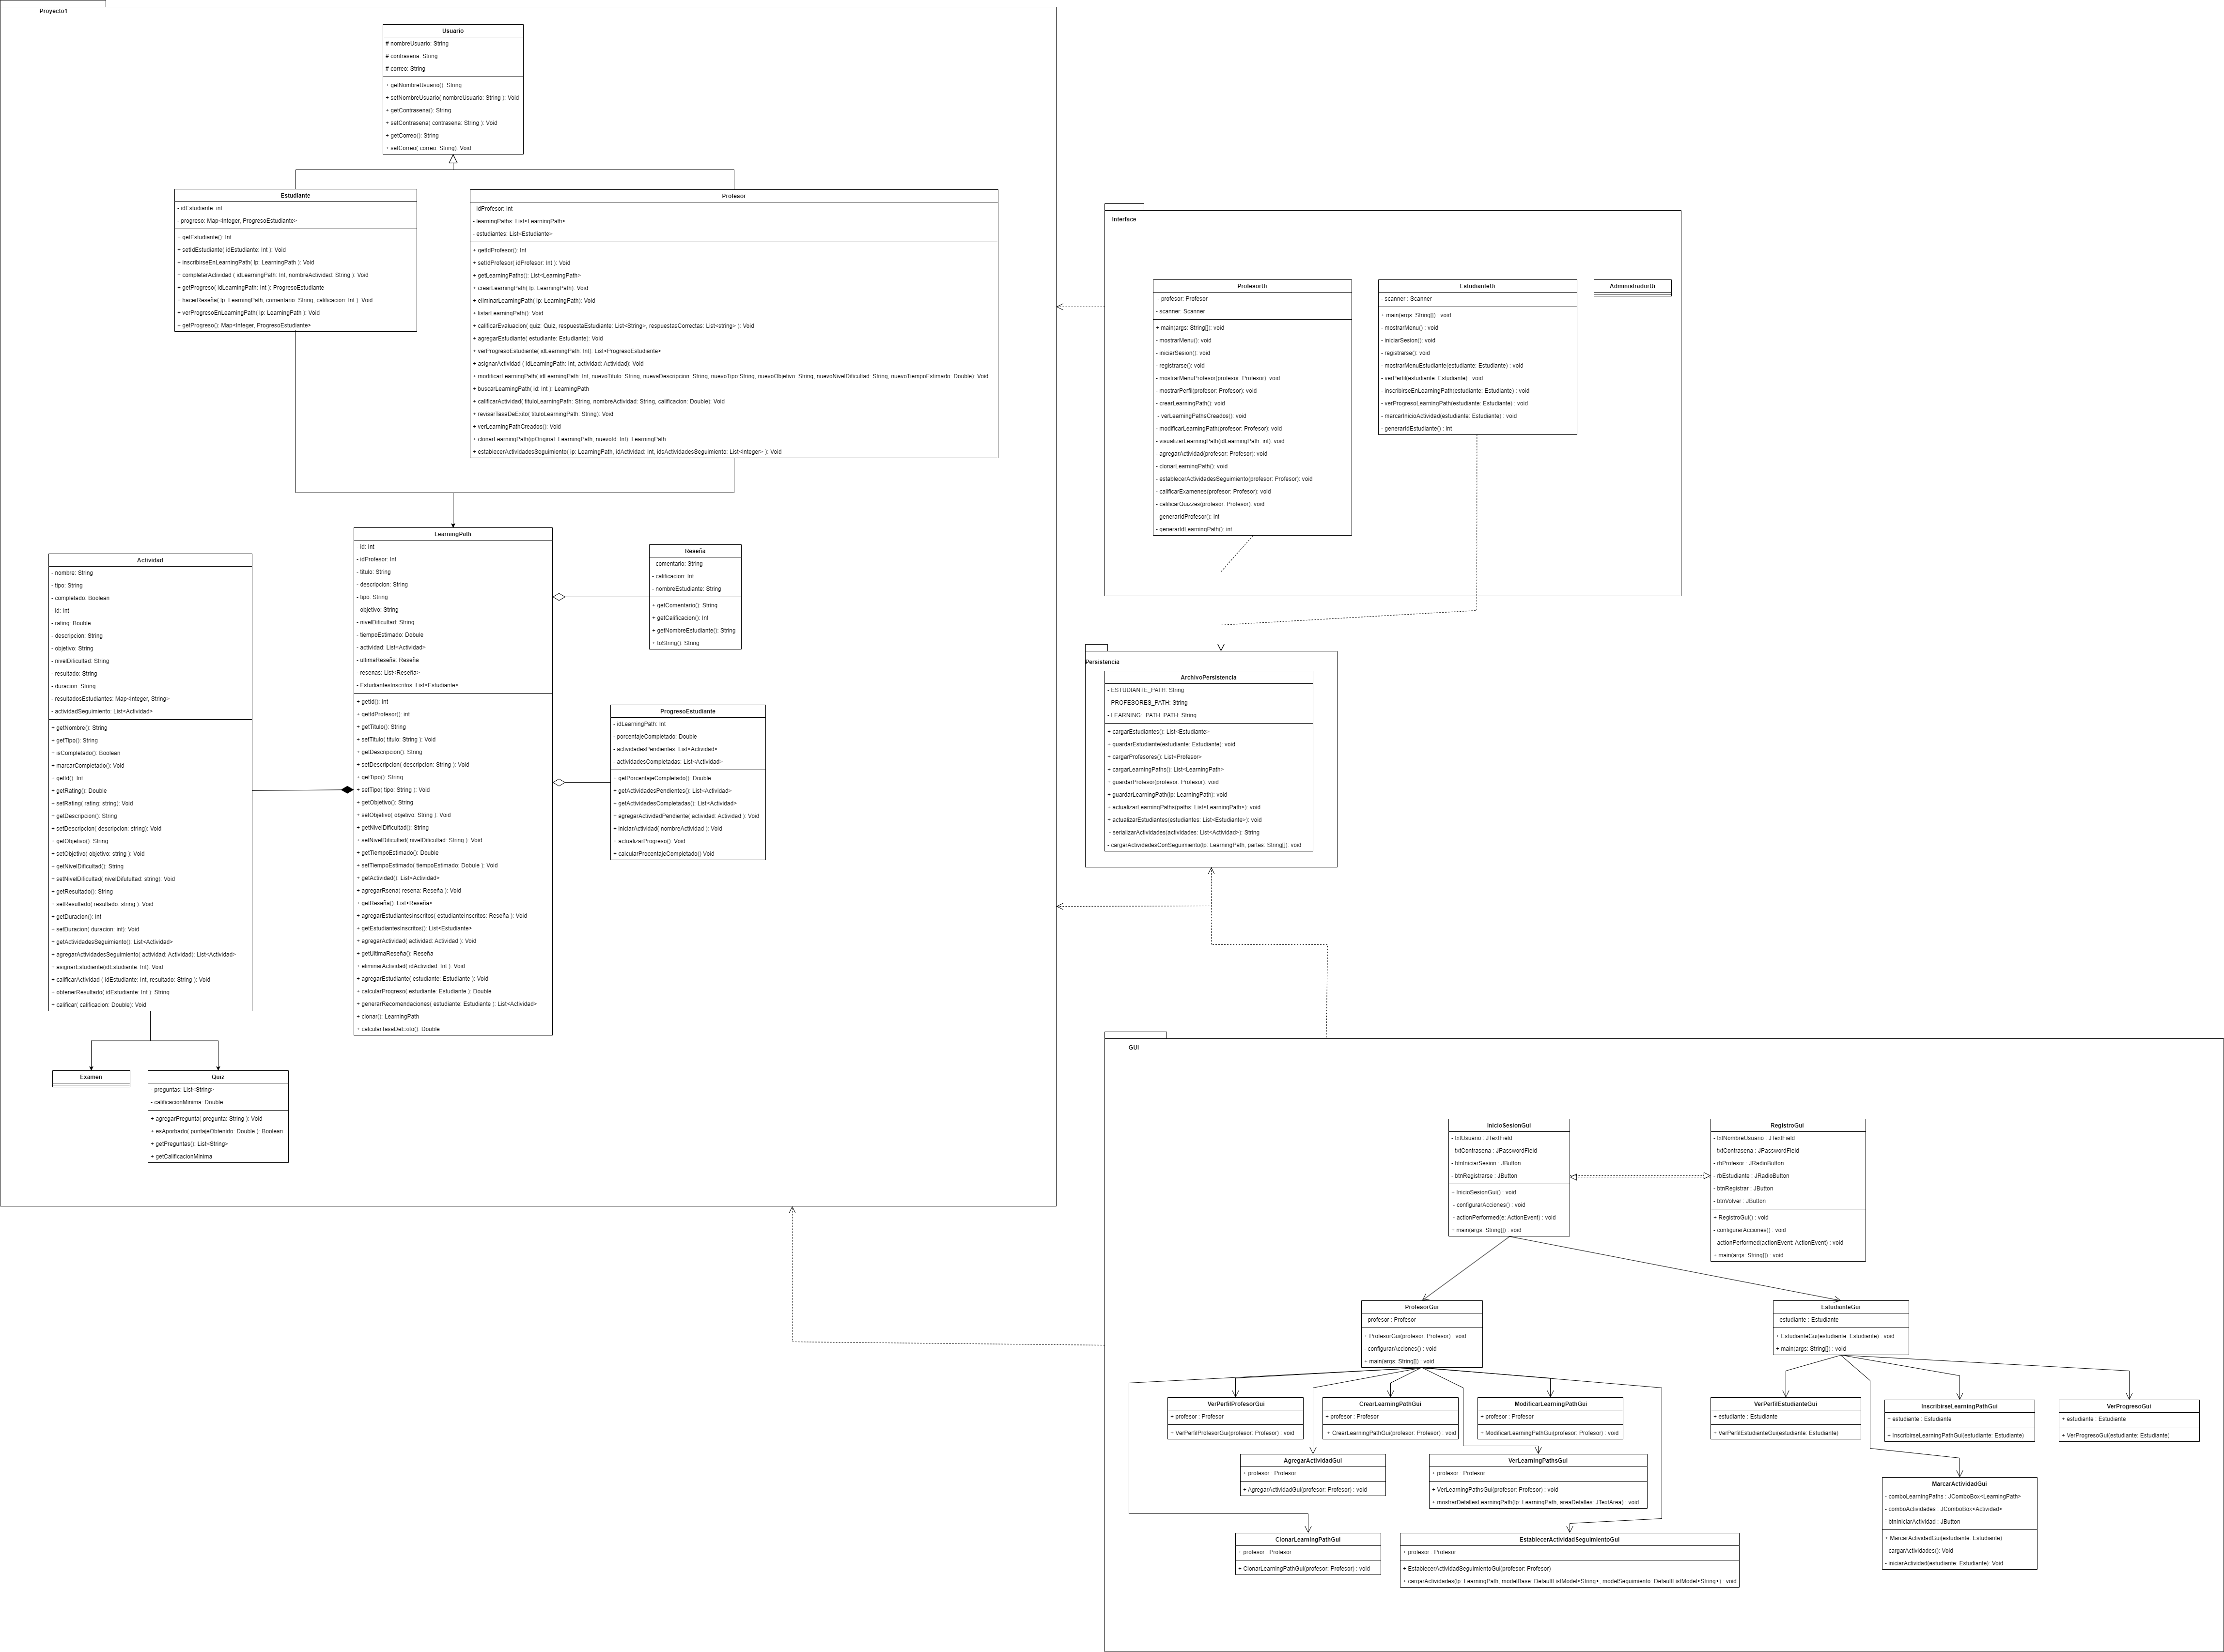 Proyecto1
Usuario
# nombreUsuario: String
# contrasena: String
# correo: String
+ getNombreUsuario(): String
+ setNombreUsuario( nombreUsuario: String ): Void
+ getContrasena(): String
+ setContrasena( contrasena: String ): Void
+ getCorreo(): String
+ setCorreo( correo: String): Void
Estudiante
- idEstudiante: int
- progreso: Map<Integer, ProgresoEstudiante>
+ getEstudiante(): Int
+ setIdEstudiante( idEstudiante: Int ): Void
+ inscribirseEnLearningPath( lp: LearningPath ): Void
+ completarActividad ( idLearningPath: Int, nombreActividad: String ): Void
+ getProgreso( idLearningPath: Int ): ProgresoEstudiante
+ hacerReseña( lp: LearningPath, comentario: String, calificacion: Int ): Void
+ verProgresoEnLearningPath( lp: LearningPath ): Void
+ getProgreso(): Map<Integer, ProgresoEstudiante>
Profesor
- idProfesor: Int
- learningPaths: List<LearningPath>
- estudiantes: List<Estudiante>
+ getIdProfesor(): Int
+ setIdProfesor( idProfesor: Int ): Void
+ getLearningPaths(): List<LearningPath>
+ crearLearningPath( lp: LearningPath): Void
+ eliminarLearningPath( lp: LearningPath): Void
+ listarLearningPath(): Void
+ calificarEvaluacion( quiz: Quiz, respuestaEstudiante: List<String>, respuestasCorrectas: List<string> ): Void
+ agregarEstudiante( estudiante: Estudiante): Void
+ verProgresoEstudiante( idLearningPath: Int): List<ProgresoEstudiante>
+ asignarActividad ( idLearningPath: Int, actividad: Actividad): Void
+ modificarLearningPath( idLearningPath: Int, nuevoTitulo: String, nuevaDescripcion: String, nuevoTipo:String, nuevoObjetivo: String, nuevoNivelDificultad: String, nuevoTiempoEstimado: Double): Void
+ buscarLearningPath( id: Int ): LearningPath
+ calificarActividad( tituloLearningPath: String, nombreActividad: String, calificacion: Double): Void
+ revisarTasaDeExito( tituloLearningPath: String): Void
+ verLearningPathCreados(): Void
+ clonarLearningPath(lpOriginal: LearningPath, nuevoId: Int): LearningPath
+ establecerActividadesSeguimiento( lp: LearningPath, idActividad: Int, idsActividadesSeguimiento: List<Integer> ): Void
Actividad
- nombre: String
- tipo: String
- completado: Boolean
- id: Int
- rating: Bouble
- descripcion: String
- objetivo: String
- nivelDificultad: String
- resultado: String
- duracion: String
- resultadosEstudiantes: Map<Integer, String>
- actividadSeguimiento: List<Actividad>
+ getNombre(): String
+ getTipo(): String
+ isCompletado(): Boolean
+ marcarCompletado(): Void
+ getId(): Int
+ getRating(): Double
+ setRating( rating: string): Void
+ getDescripcion(): String
+ setDescripcion( descripcion: string): Void
+ getObjetivo(): String
+ setObjetivo( objetivo: string ): Void
+ getNivelDificultad(): String
+ setNivelDificultad( nivelDifutultad: string): Void
+ getResultado(): String
+ setResultado( resultado: string ): Void
+ getDuracion(): Int
+ setDuracion( duracion: int): Void
+ getActividadesSeguimiento(): List<Actividad>
+ agregarActividadesSeguimiento( actividad: Actividad): List<Actividad>
+ asignarEstudiante(idEstudiante: Int): Void
+ calificarActividad ( idEstudiante: Int, resultado: String ): Void
+ obtenerResultado( idEstudiante: Int ): String
+ calificar( calificacion: Double): Void
LearningPath
- id: Int
- idProfesor: Int
- titulo: String
- descripcion: String
- tipo: String
- objetivo: String
- nivelDificultad: String
- tiempoEstimado: Dobule
- actividad: List<Actividad>
- ultimaReseña: Reseña
- resenas: List<Reseña>
- EstudiantesInscritos: List<Estudiante>
+ getId(): Int
+ getIdProfesor(): int
+ getTitulo(): String
+ setTitulo( titulo: String ): Void
+ getDescripcion(): String
+ setDescripcion( descripcion: String ): Void
+ getTipo(): String
+ setTipo( tipo: String ): Void
+ getObjetivo(): String
+ setObjetivo( objetivo: String ): Void
+ getNivelDificultad(): String
+ setNivelDificultad( nivelDificultad: String ): Void
+ getTiempoEstimado(): Double
+ setTiempoEstimado( tiempoEstimado: Dobule ): Void
+ getActividad(): List<Actividad>
+ agregarRsena( resena: Reseña ): Void
+ getReseña(): List<Reseña>
+ agregarEstudiantesInscritos( estudianteInscritos: Reseña ): Void
+ getEstudiantesInscritos(): List<Estudiante>
+ agregarActividad( actividad: Actividad ): Void
+ getUltimaReseña(): Reseña
+ eliminarActividad( idActividad: Int ): Void
+ agregarEstudiante( estudiante: Estudiante ): Void
+ calcularProgreso( estudiante: Estudiante ): Double
+ generarRecomendaciones( estudiante: Estudiante ): List<Actividad>
+ clonar(): LearningPath
+ calcularTasaDeExito(): Double
Reseña
- comentario: String
- calificacion: Int
- nombreEstudiante: String
+ getComentario(): String
+ getCalificacion(): Int
+ getNombreEstudiante(): String
+ toString(): String
ProgresoEstudiante
- idLearningPath: Int
- porcentajeCompletado: Double
- actividadesPendientes: List<Actividad>
- actividadesCompletadas: List<Actividad>
+ getPorcentajeCompletado(): Double
+ getActividadesPendientes(): List<Actividad>
+ getActividadesCompletadas(): List<Actividad>
+ agregarActividadPendiente( actividad: Actividad ): Void
+ iniciarActividad( nombreActividad ): Void
+ actualizarProgreso(): Void
+ calcularProcentajeCompletado() Void
Examen
Quiz
- preguntas: List<String>
- calificacionMinima: Double
+ agregarPregunta( pregunta: String ): Void
+ esAporbado( puntajeObtenido: Double ): Boolean
+ getPreguntas(): List<String>
+ getCalificacionMinima
Interface
ProfesorUi
- profesor: Profesor
- scanner: Scanner
+ main(args: String[]): void
- mostrarMenu(): void
- iniciarSesion(): void
- registrarse(): void
- mostrarMenuProfesor(profesor: Profesor): void
- mostrarPerfil(profesor: Profesor): void
- crearLearningPath(): void
- verLearningPathsCreados(): void
- modificarLearningPath(profesor: Profesor): void
- visualizarLearningPath(idLearningPath: int): void
- agregarActividad(profesor: Profesor): void
- clonarLearningPath(): void
- establecerActividadesSeguimiento(profesor: Profesor): void
- calificarExamenes(profesor: Profesor): void
- calificarQuizzes(profesor: Profesor): void
- generarIdProfesor(): int
- generarIdLearningPath(): int
EstudianteUi
- scanner : Scanner
+ main(args: String[]) : void
- mostrarMenu() : void
- iniciarSesion(): void
- registrarse(): void
- mostrarMenuEstudiante(estudiante: Estudiante) : void
- verPerfil(estudiante: Estudiante) : void
- inscribirseEnLearningPath(estudiante: Estudiante) : void
- verProgresoLearningPath(estudiante: Estudiante) : void
- marcarInicioActividad(estudiante: Estudiante) : void
- generarIdEstudiante() : int
AdministradorUi
Persistencia
ArchivoPersistencia
- ESTUDIANTE_PATH: String
- PROFESORES_PATH: String
- LEARNING:_PATH_PATH: String
+ cargarEstudiantes(): List<Estudiante>
+ guardarEstudiante(estudiante: Estudiante): void
+ cargarProfesores(): List<Profesor>
+ cargarLearningPaths(): List<LearningPath>
+ guardarProfesor(profesor: Profesor): void
+ guardarLearningPath(lp: LearningPath): void
+ actualizarLearningPaths(paths: List<LearningPath>): void
+ actualizarEstudiantes(estudiantes: List<Estudiante>): void
- serializarActividades(actividades: List<Actividad>): String
- cargarActividadesConSeguimiento(lp: LearningPath, partes: String[]): void
GUI
InicioSesionGui
- txtUsuario : JTextField
- txtContrasena : JPasswordField
- btnIniciarSesion : JButton
- btnRegistrarse : JButton
+ InicioSesionGui() : void
- configurarAcciones() : void
- actionPerformed(e: ActionEvent) : void
+ main(args: String[]) : void
RegistroGui
- txtNombreUsuario : JTextField
- txtContrasena : JPasswordField
- rbProfesor : JRadioButton
- rbEstudiante : JRadioButton
- btnRegistrar : JButton
- btnVolver : JButton
+ RegistroGui() : void
- configurarAcciones() : void
- actionPerformed(actionEvent: ActionEvent) : void
+ main(args: String[]) : void
ProfesorGui
- profesor : Profesor
+ ProfesorGui(profesor: Profesor) : void
- configurarAcciones() : void
+ main(args: String[]) : void
EstudianteGui
- estudiante : Estudiante
+ EstudianteGui(estudiante: Estudiante) : void
+ main(args: String[]) : void
VerPerfilProfesorGui
+ profesor : Profesor
+ VerPerfilProfesorGui(profesor: Profesor) : void
CrearLearningPathGui
+ profesor : Profesor
+ CrearLearningPathGui(profesor: Profesor) : void
ModificarLearningPathGui
+ profesor : Profesor
+ ModificarLearningPathGui(profesor: Profesor) : void
VerPerfilEstudianteGui
+ estudiante : Estudiante
+ VerPerfilEstudianteGui(estudiante: Estudiante)
InscribirseLearningPathGui
+ estudiante : Estudiante
+ InscribirseLearningPathGui(estudiante: Estudiante)
VerProgresoGui
+ estudiante : Estudiante
+ VerProgresoGui(estudiante: Estudiante)
AgregarActividadGui
+ profesor : Profesor
+ AgregarActividadGui(profesor: Profesor) : void
VerLearningPathsGui
+ profesor : Profesor
+ VerLearningPathsGui(profesor: Profesor) : void
+ mostrarDetallesLearningPath(lp: LearningPath, areaDetalles: JTextArea) : void
MarcarActividadGui
- comboLearningPaths : JComboBox<LearningPath>
- comboActividades : JComboBox<Actividad>
- btnIniciarActividad : JButton
+ MarcarActividadGui(estudiante: Estudiante)
- cargarActividades(): Void
- iniciarActividad(estudiante: Estudiante): Void
ClonarLearningPathGui
+ profesor : Profesor
+ ClonarLearningPathGui(profesor: Profesor) : void
EstablecerActividadSeguimientoGui
+ profesor : Profesor
+ EstablecerActividadSeguimientoGui(profesor: Profesor)
+ cargarActividades(lp: LearningPath, modelBase: DefaultListModel<String>, modelSeguimiento: DefaultListModel<String>) : void